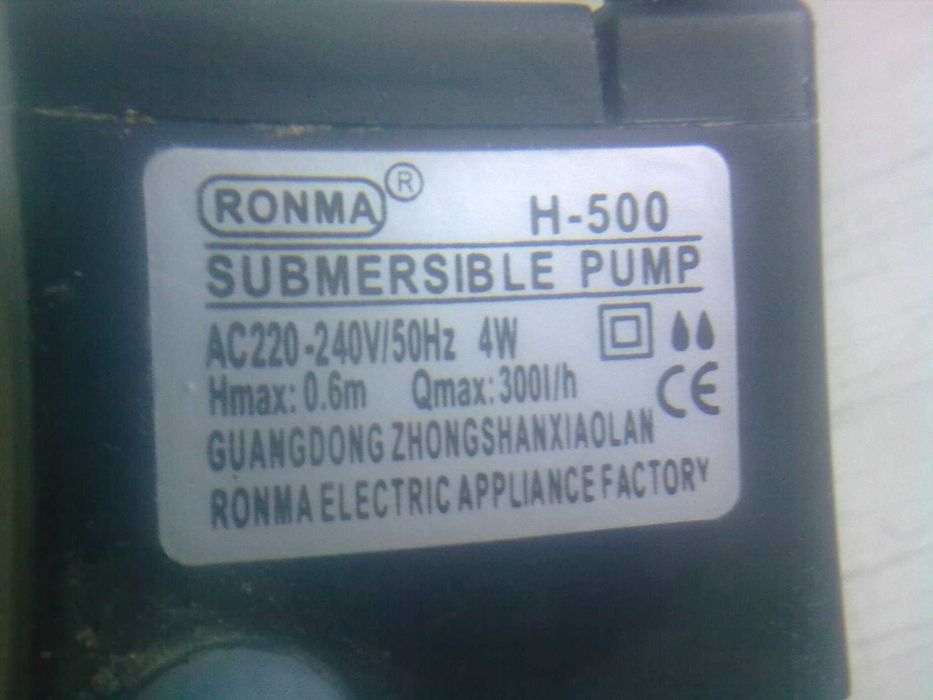 RONMA ® H-500
SUBMERSIBLE PUMP
AC220-240V/50Hz 4W
Hmax: 0.6m Qmax: 300l/h
CE
GUANGDONG ZHONGSHANXIAOLAN
RONMA ELECTRIC APPLIANCE FACTORY